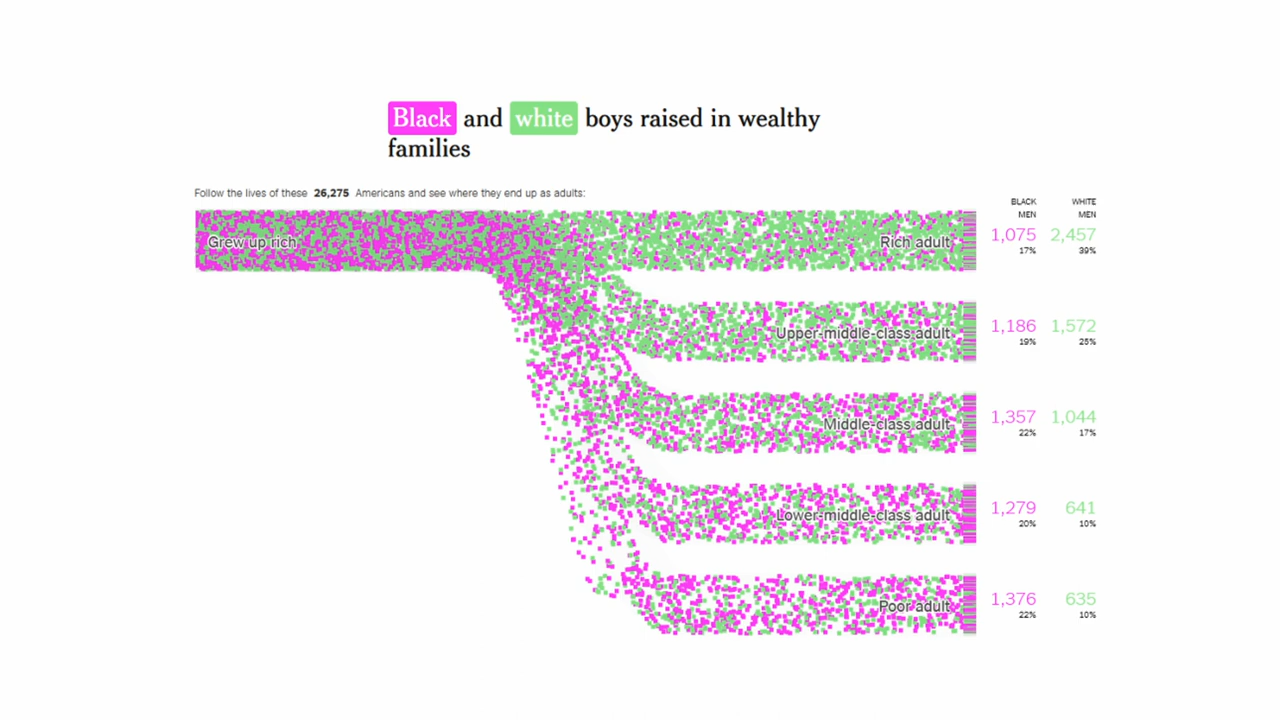 Black and white boys raised in wealthy
families
Follow the lives of these 26,275 Americans and see where they end up as adults:
BLACK MEN
WHITE MEN
Grew up rich
Rich adult
1,075 2,457
17% 39%
Upper-middle-class adult
1,186 1,572
19% 25%
Middle-class adult
1,357 1,044
22% 17%
Lower-middle-class adult
1,279 641
20% 10%
Poor adult
1,376 635
22% 10%